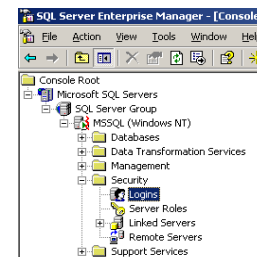 SQL Server Enterprise Manager - [Console
File Action View Tools Window Hel
Console Root
Microsoft SQL Servers
SQL Server Group
MSSQL (Windows NT)
Databases
Data Transformation Services
Management
Security
Logins
Server Roles
Linked Servers
Remote Servers
Support Services